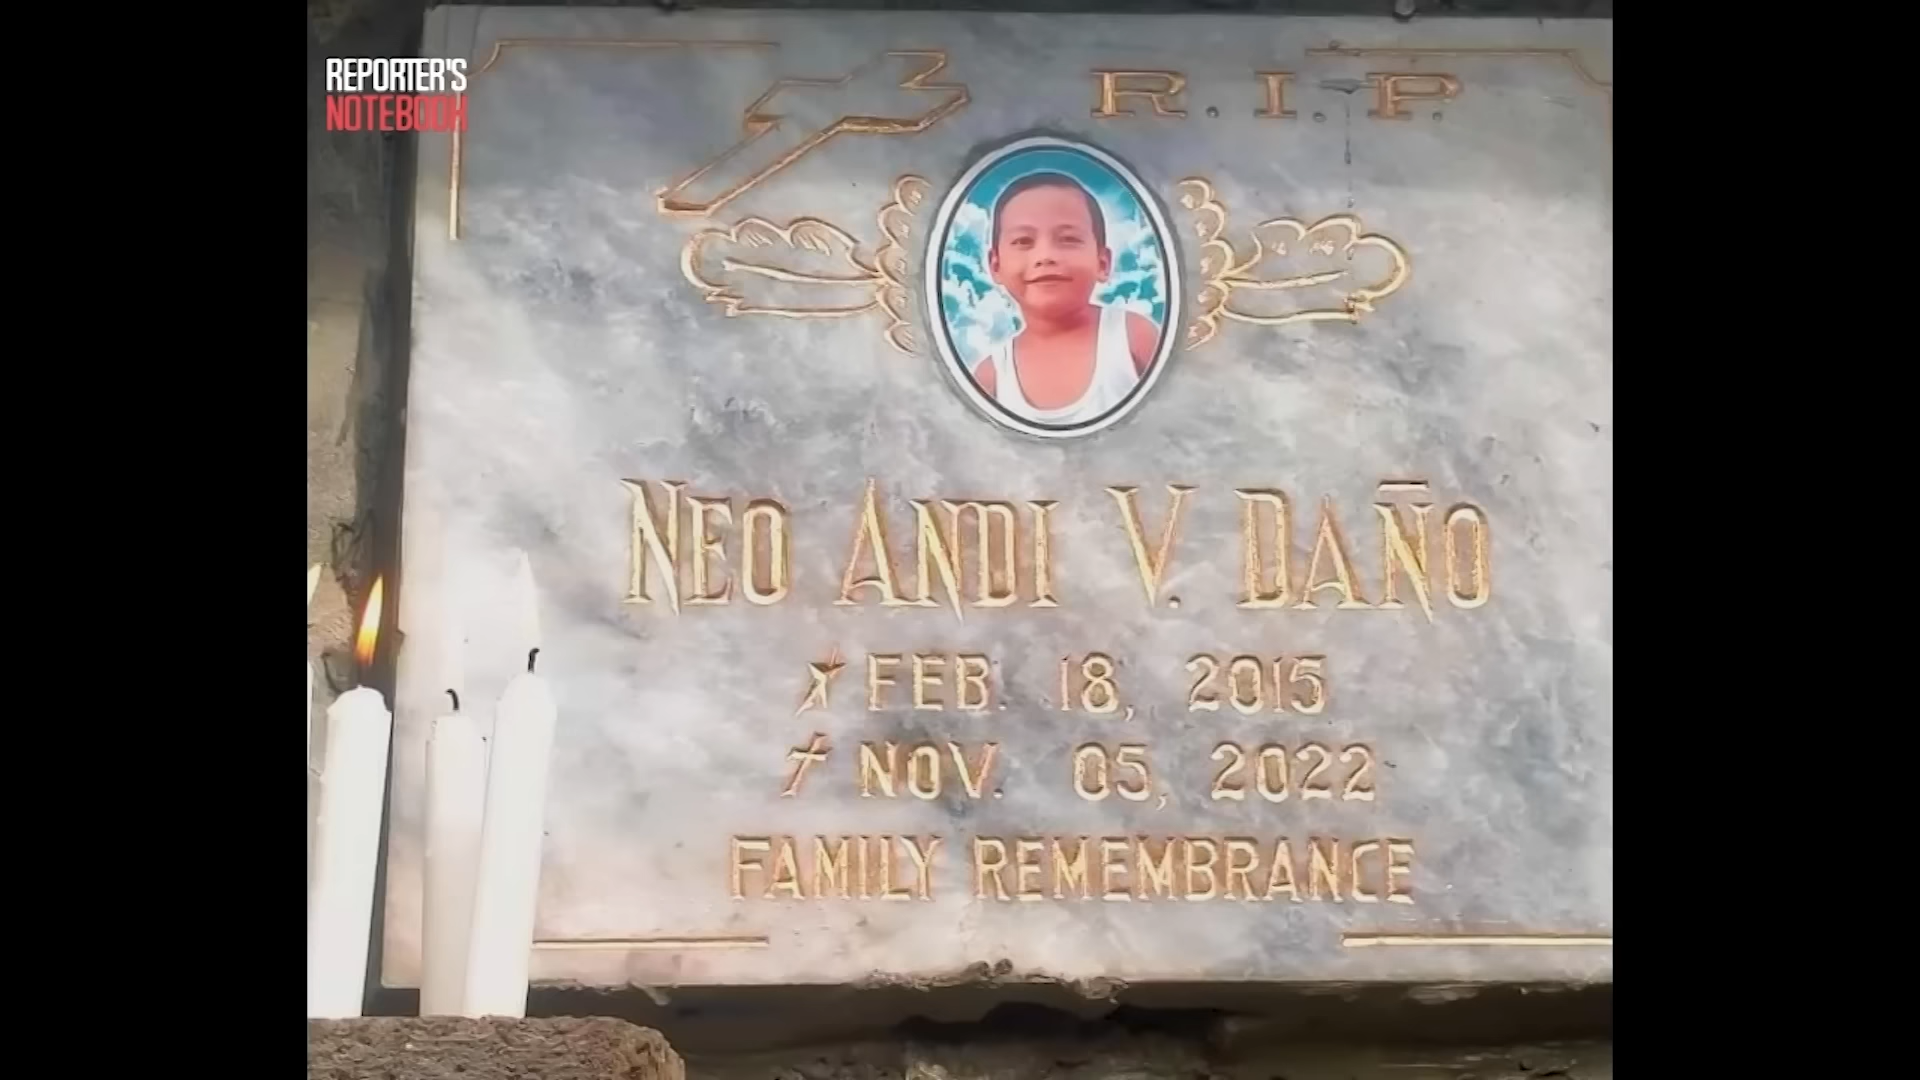 REPORTER'S
NOTEBOOK
R.I.P.
NEO ANDI V. DAÑO
FEB. 18, 2015
NOV. 05, 2022
FAMILY REMEMBRANCE